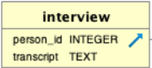 interview
person_id INTEGER
transcript TEXT